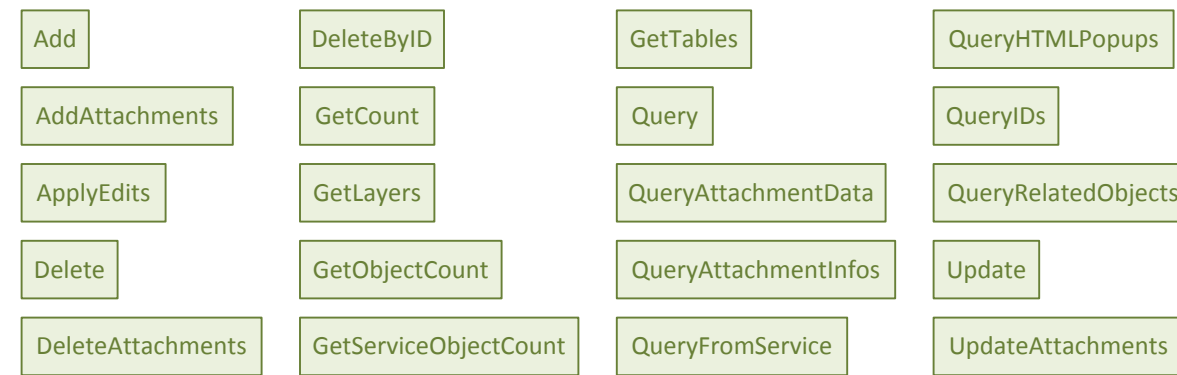 Add
AddAttachments
ApplyEdits
Delete
DeleteAttachments
DeleteByID
GetCount
GetLayers
GetObjectCount
GetServiceObjectCount
GetTables
Query
QueryAttachmentData
QueryAttachmentInfos
QueryFromService
QueryHTMLPopups
QueryIDs
QueryRelatedObjects
Update
UpdateAttachments